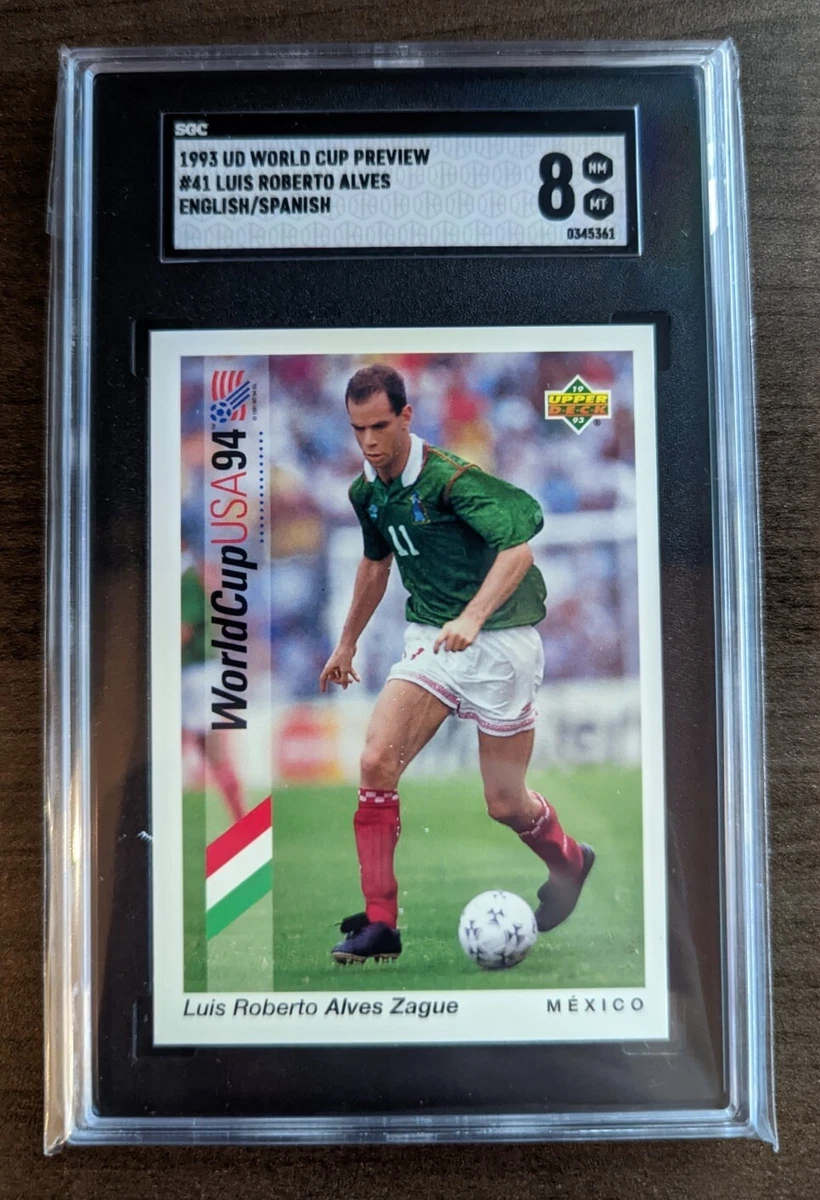 SGC
1993 UD WORLD CUP PREVIEW
#41 LUIS ROBERTO ALVES
ENGLISH/SPANISH
8
NM
MT
0345361
WorldCupUSA94
19
UPPER
DECK
93
®
11
Luis Roberto Alves Zague
MÉXICO